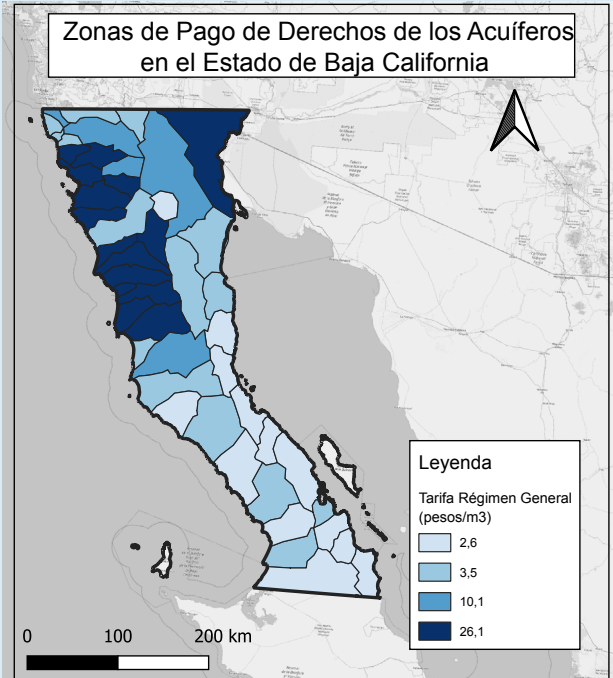 Zonas de Pago de Derechos de los Acuíferos
en el Estado de Baja California
Leyenda
Tarifa Régimen General
(pesos/m3)
2,6
3,5
10,1
26,1
0 100 200 km